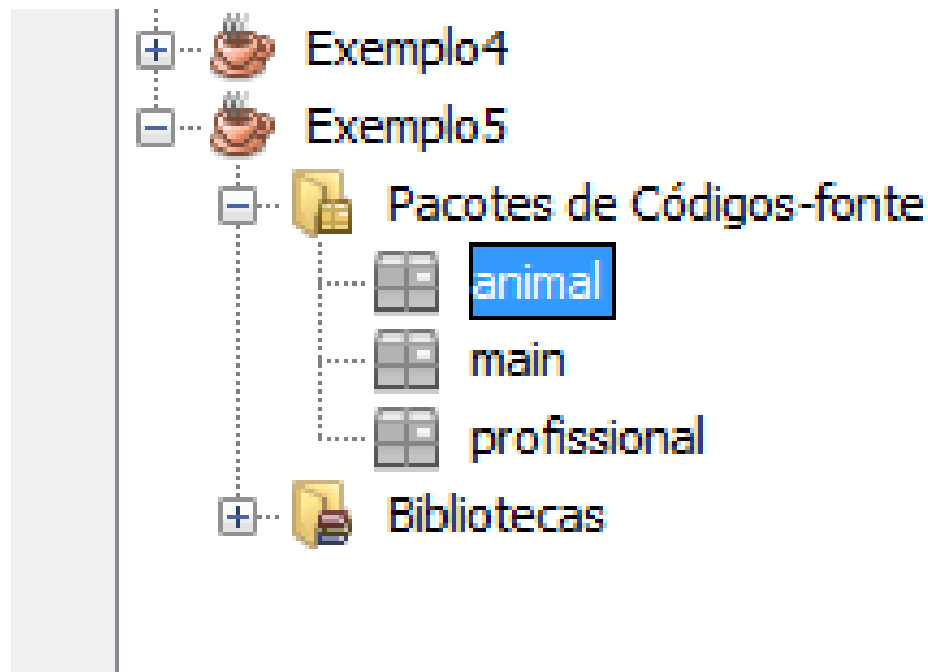 Exemplo4
Exemplo5
Pacotes de Códigos-fonte
animal
main
profissional
Bibliotecas